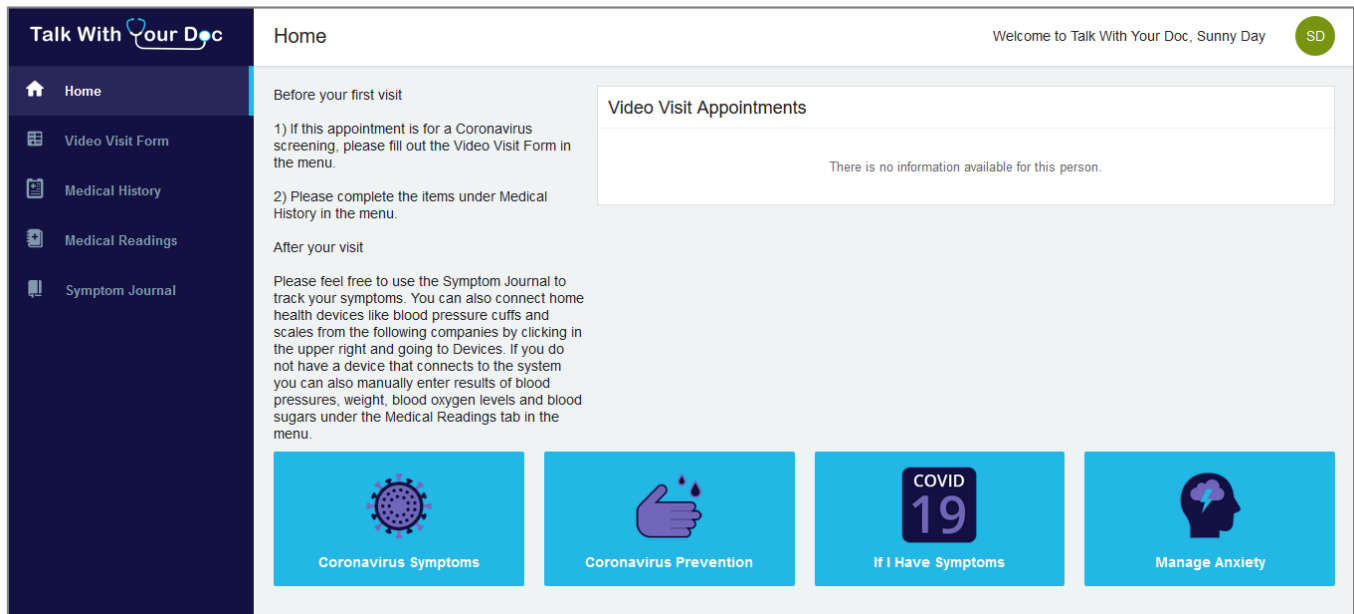 Talk With Your Doc
Home
Welcome to Talk With Your Doc, Sunny Day
SD
Home
Video Visit Form
Medical History
Medical Readings
Symptom Journal
Before your first visit
1) If this appointment is for a Coronavirus
screening, please fill out the Video Visit Form in
the menu.
2) Please complete the items under Medical
History in the menu.
After your visit
Please feel free to use the Symptom Journal to
track your symptoms. You can also connect home
health devices like blood pressure cuffs and
scales from the following companies by clicking in
the upper right and going to Devices. If you do
not have a device that connects to the system
you can also manually enter results of blood
pressures, weight, blood oxygen levels and blood
sugars under the Medical Readings tab in the
menu.
Video Visit Appointments
There is no information available for this person.
Coronavirus Symptoms
Coronavirus Prevention
COVID
19
If I Have Symptoms
Manage Anxiety